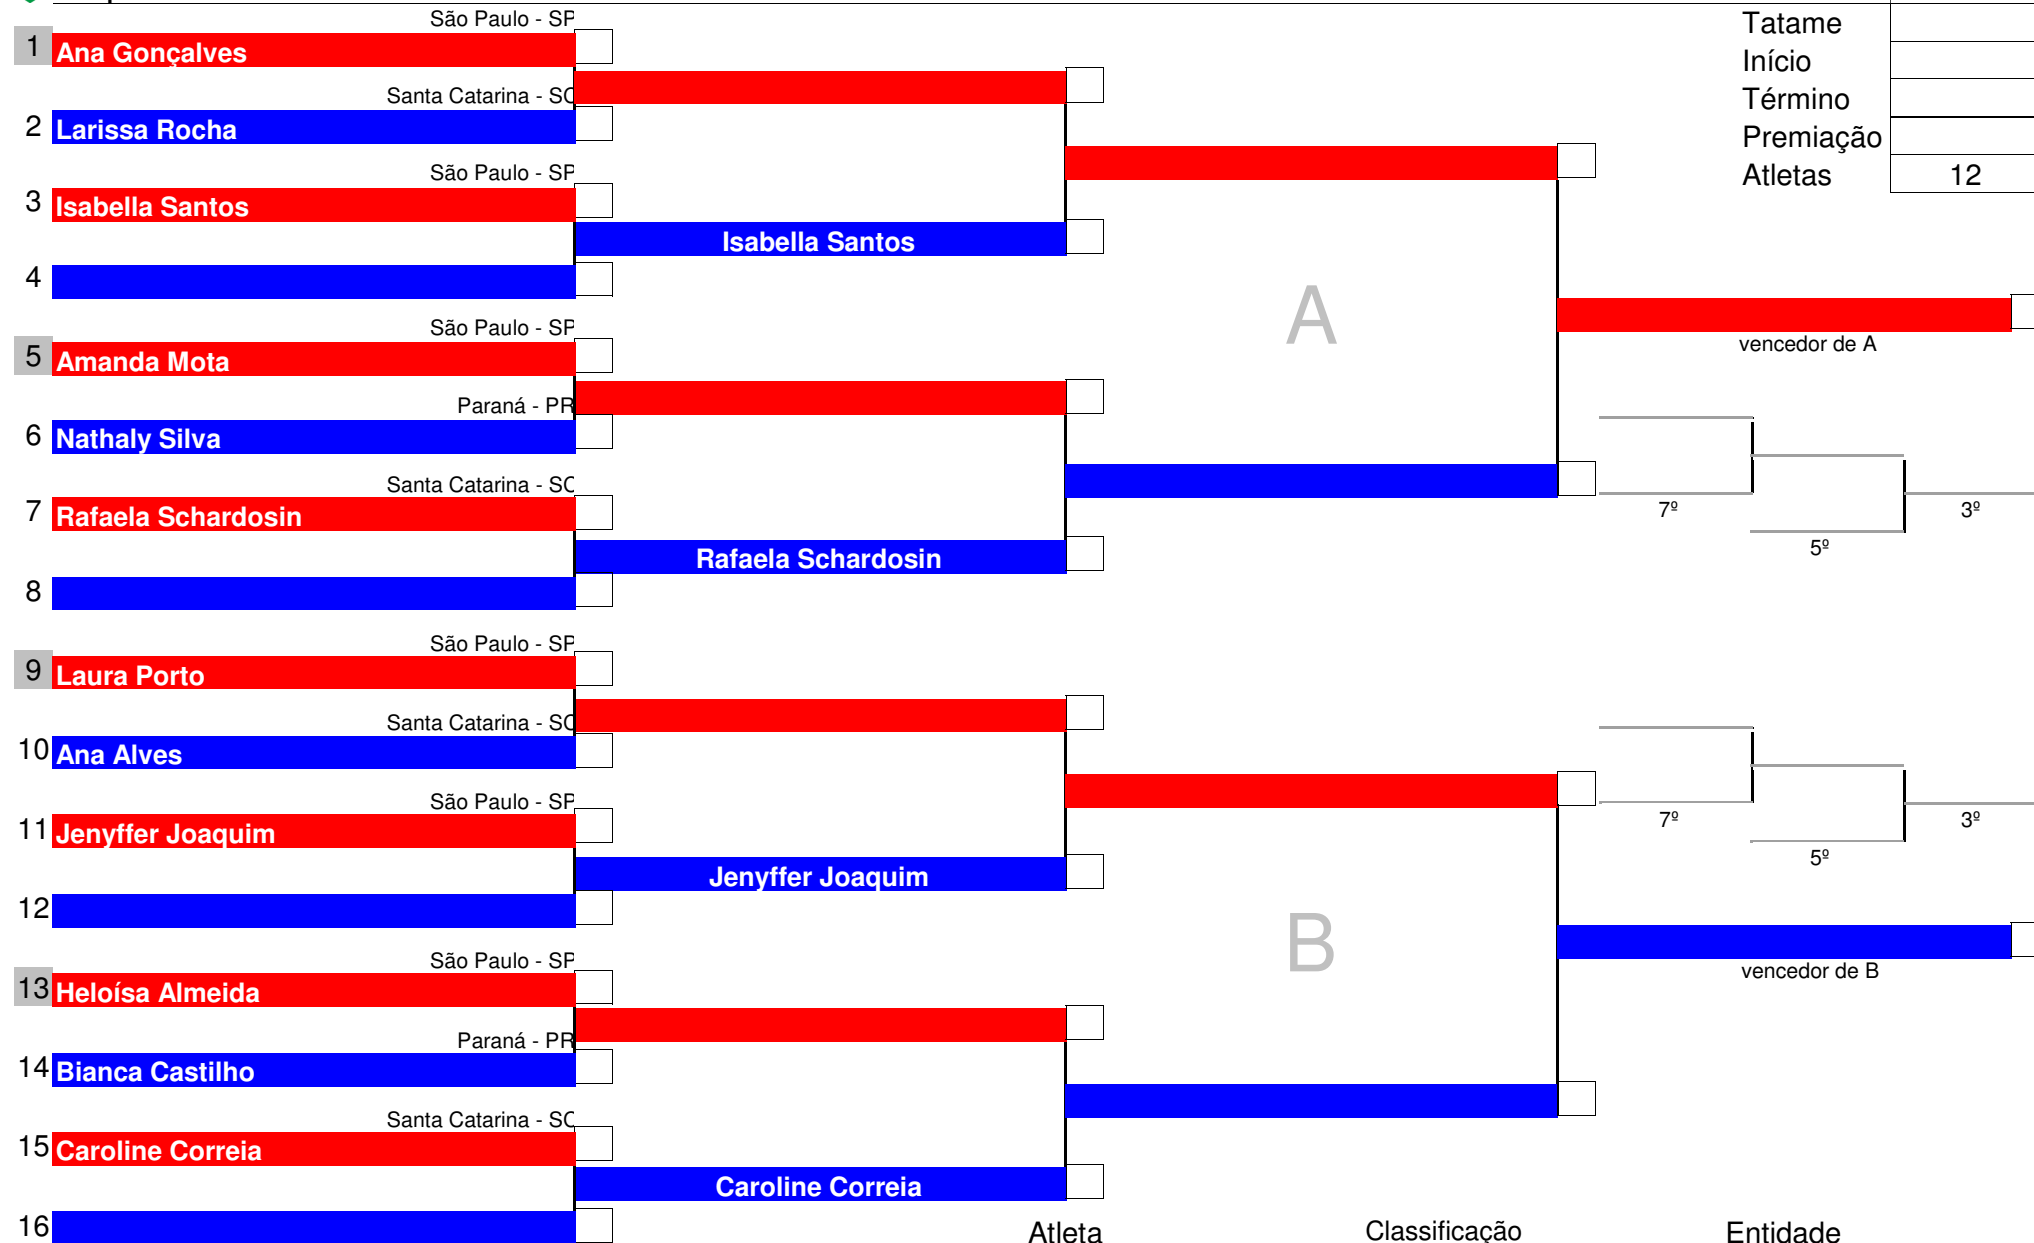 São Paulo - SP
1 Ana Gonçalves
Santa Catarina - SC
2 Larissa Rocha
São Paulo - SP
3 Isabella Santos
Isabella Santos
4
São Paulo - SP
5 Amanda Mota
Paraná - PR
6 Nathaly Silva
Santa Catarina - SC
7 Rafaela Schardosin
Rafaela Schardosin
8
São Paulo - SP
9 Laura Porto
Santa Catarina - SC
10 Ana Alves
São Paulo - SP
11 Jenyffer Joaquim
Jenyffer Joaquim
12
São Paulo - SP
13 Heloísa Almeida
Paraná - PR
14 Bianca Castilho
Santa Catarina - SC
15 Caroline Correia
Caroline Correia
16
A
B
Tatame
Início
Término
Premiação
Atletas 12
vencedor de A
7º
3º
5º
7º
3º
5º
vencedor de B
Atleta Classificação Entidade